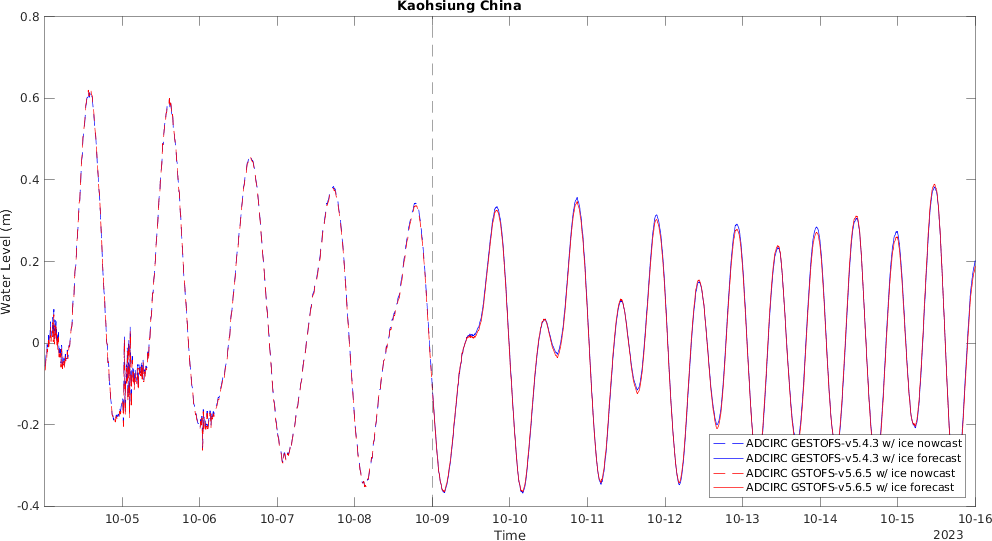 Kaohsiung China
0.8
0.6
0.4
0.2
0
-0.2
-0.4
Water Level (m)
ADCIRC GESTOFS-v5.4.3 w/ ice nowcast
ADCIRC GESTOFS-v5.4.3 w/ ice forecast
ADCIRC GSTOFS-v5.6.5 w/ ice nowcast
ADCIRC GSTOFS-v5.6.5 w/ ice forecast
10-05 10-06 10-07 10-08 10-09 10-10 10-11 10-12 10-13 10-14 10-15 10-16
Time
2023